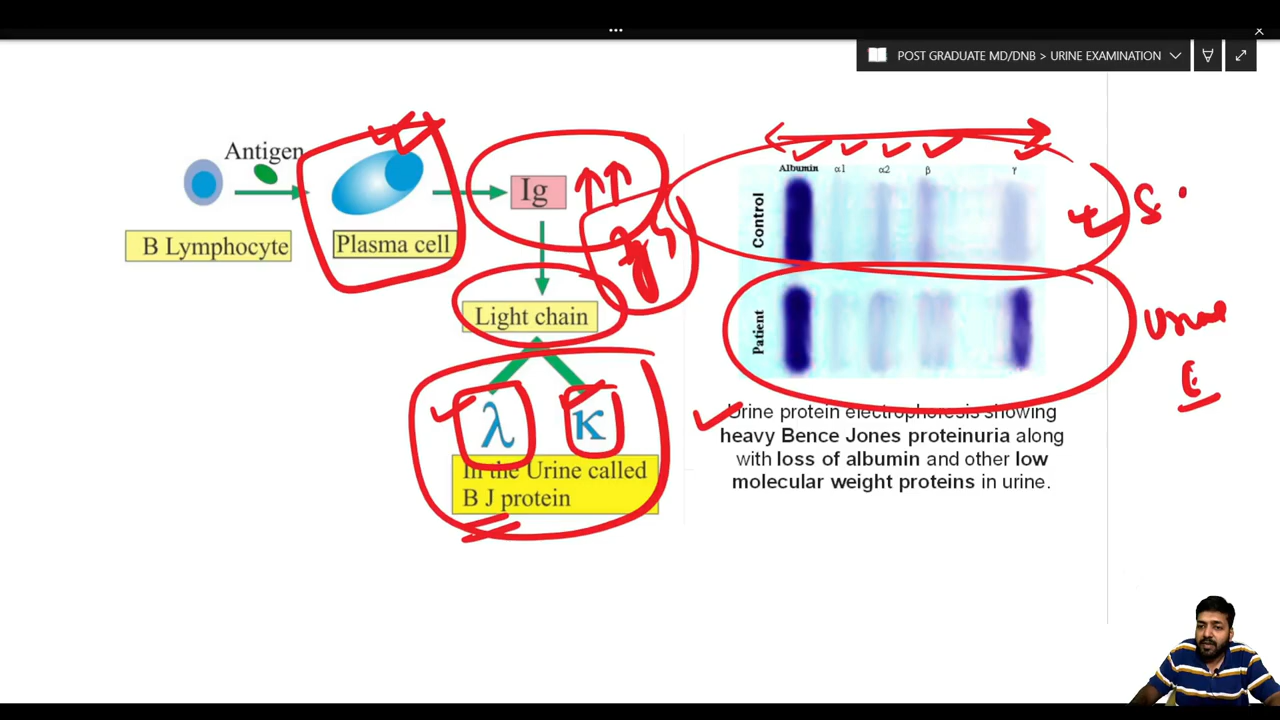 POST GRADUATE MD/DNB > URINE EXAMINATION
Antigen
B Lymphocyte
Plasma cell
Ig
Light chain
λ κ
In the Urine called
B J protein
Albumin α1 α2 β γ
Control
Patient
Urine
E
Urine protein electrophoresis showing
heavy Bence Jones proteinuria along
with loss of albumin and other low
molecular weight proteins in urine.